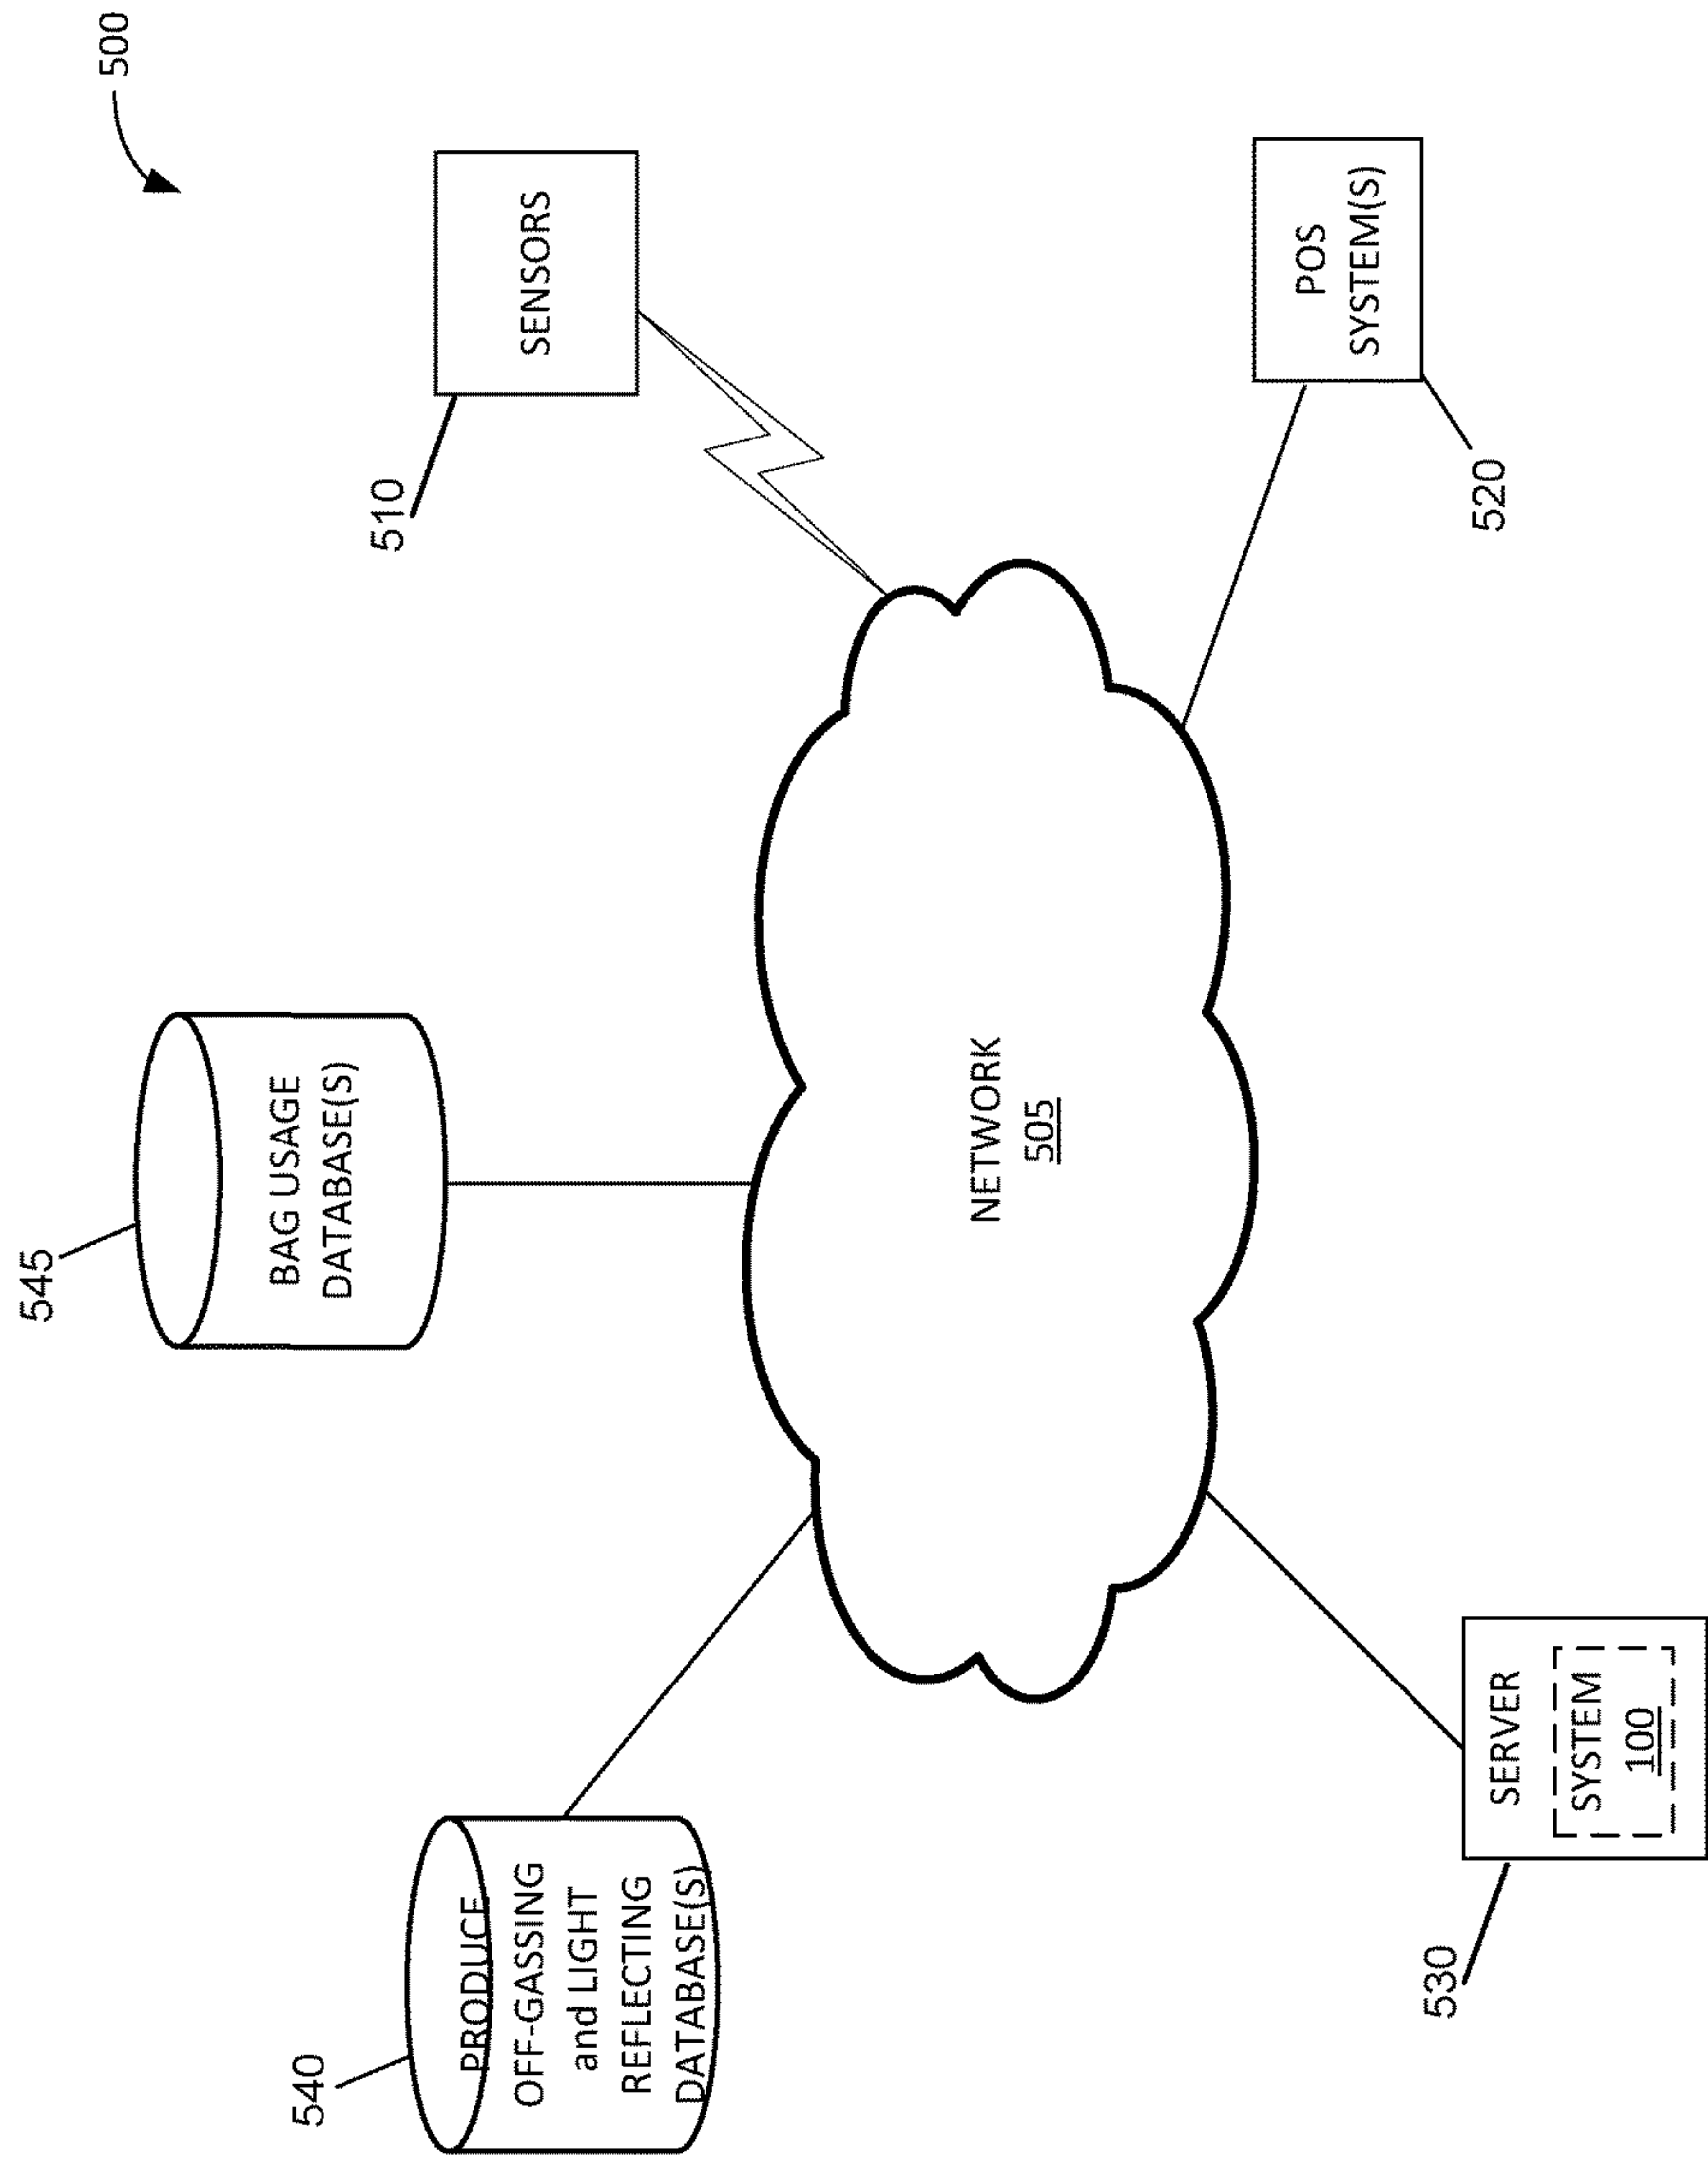 500
545
BAG USAGE
DATABASE(S)
540
PRODUCE
OFF-GASSING
and LIGHT
REFLECTING
DATABASE(S)
510
SENSORS
NETWORK
505
530
SERVER
SYSTEM
100
POS
SYSTEM(S)
520